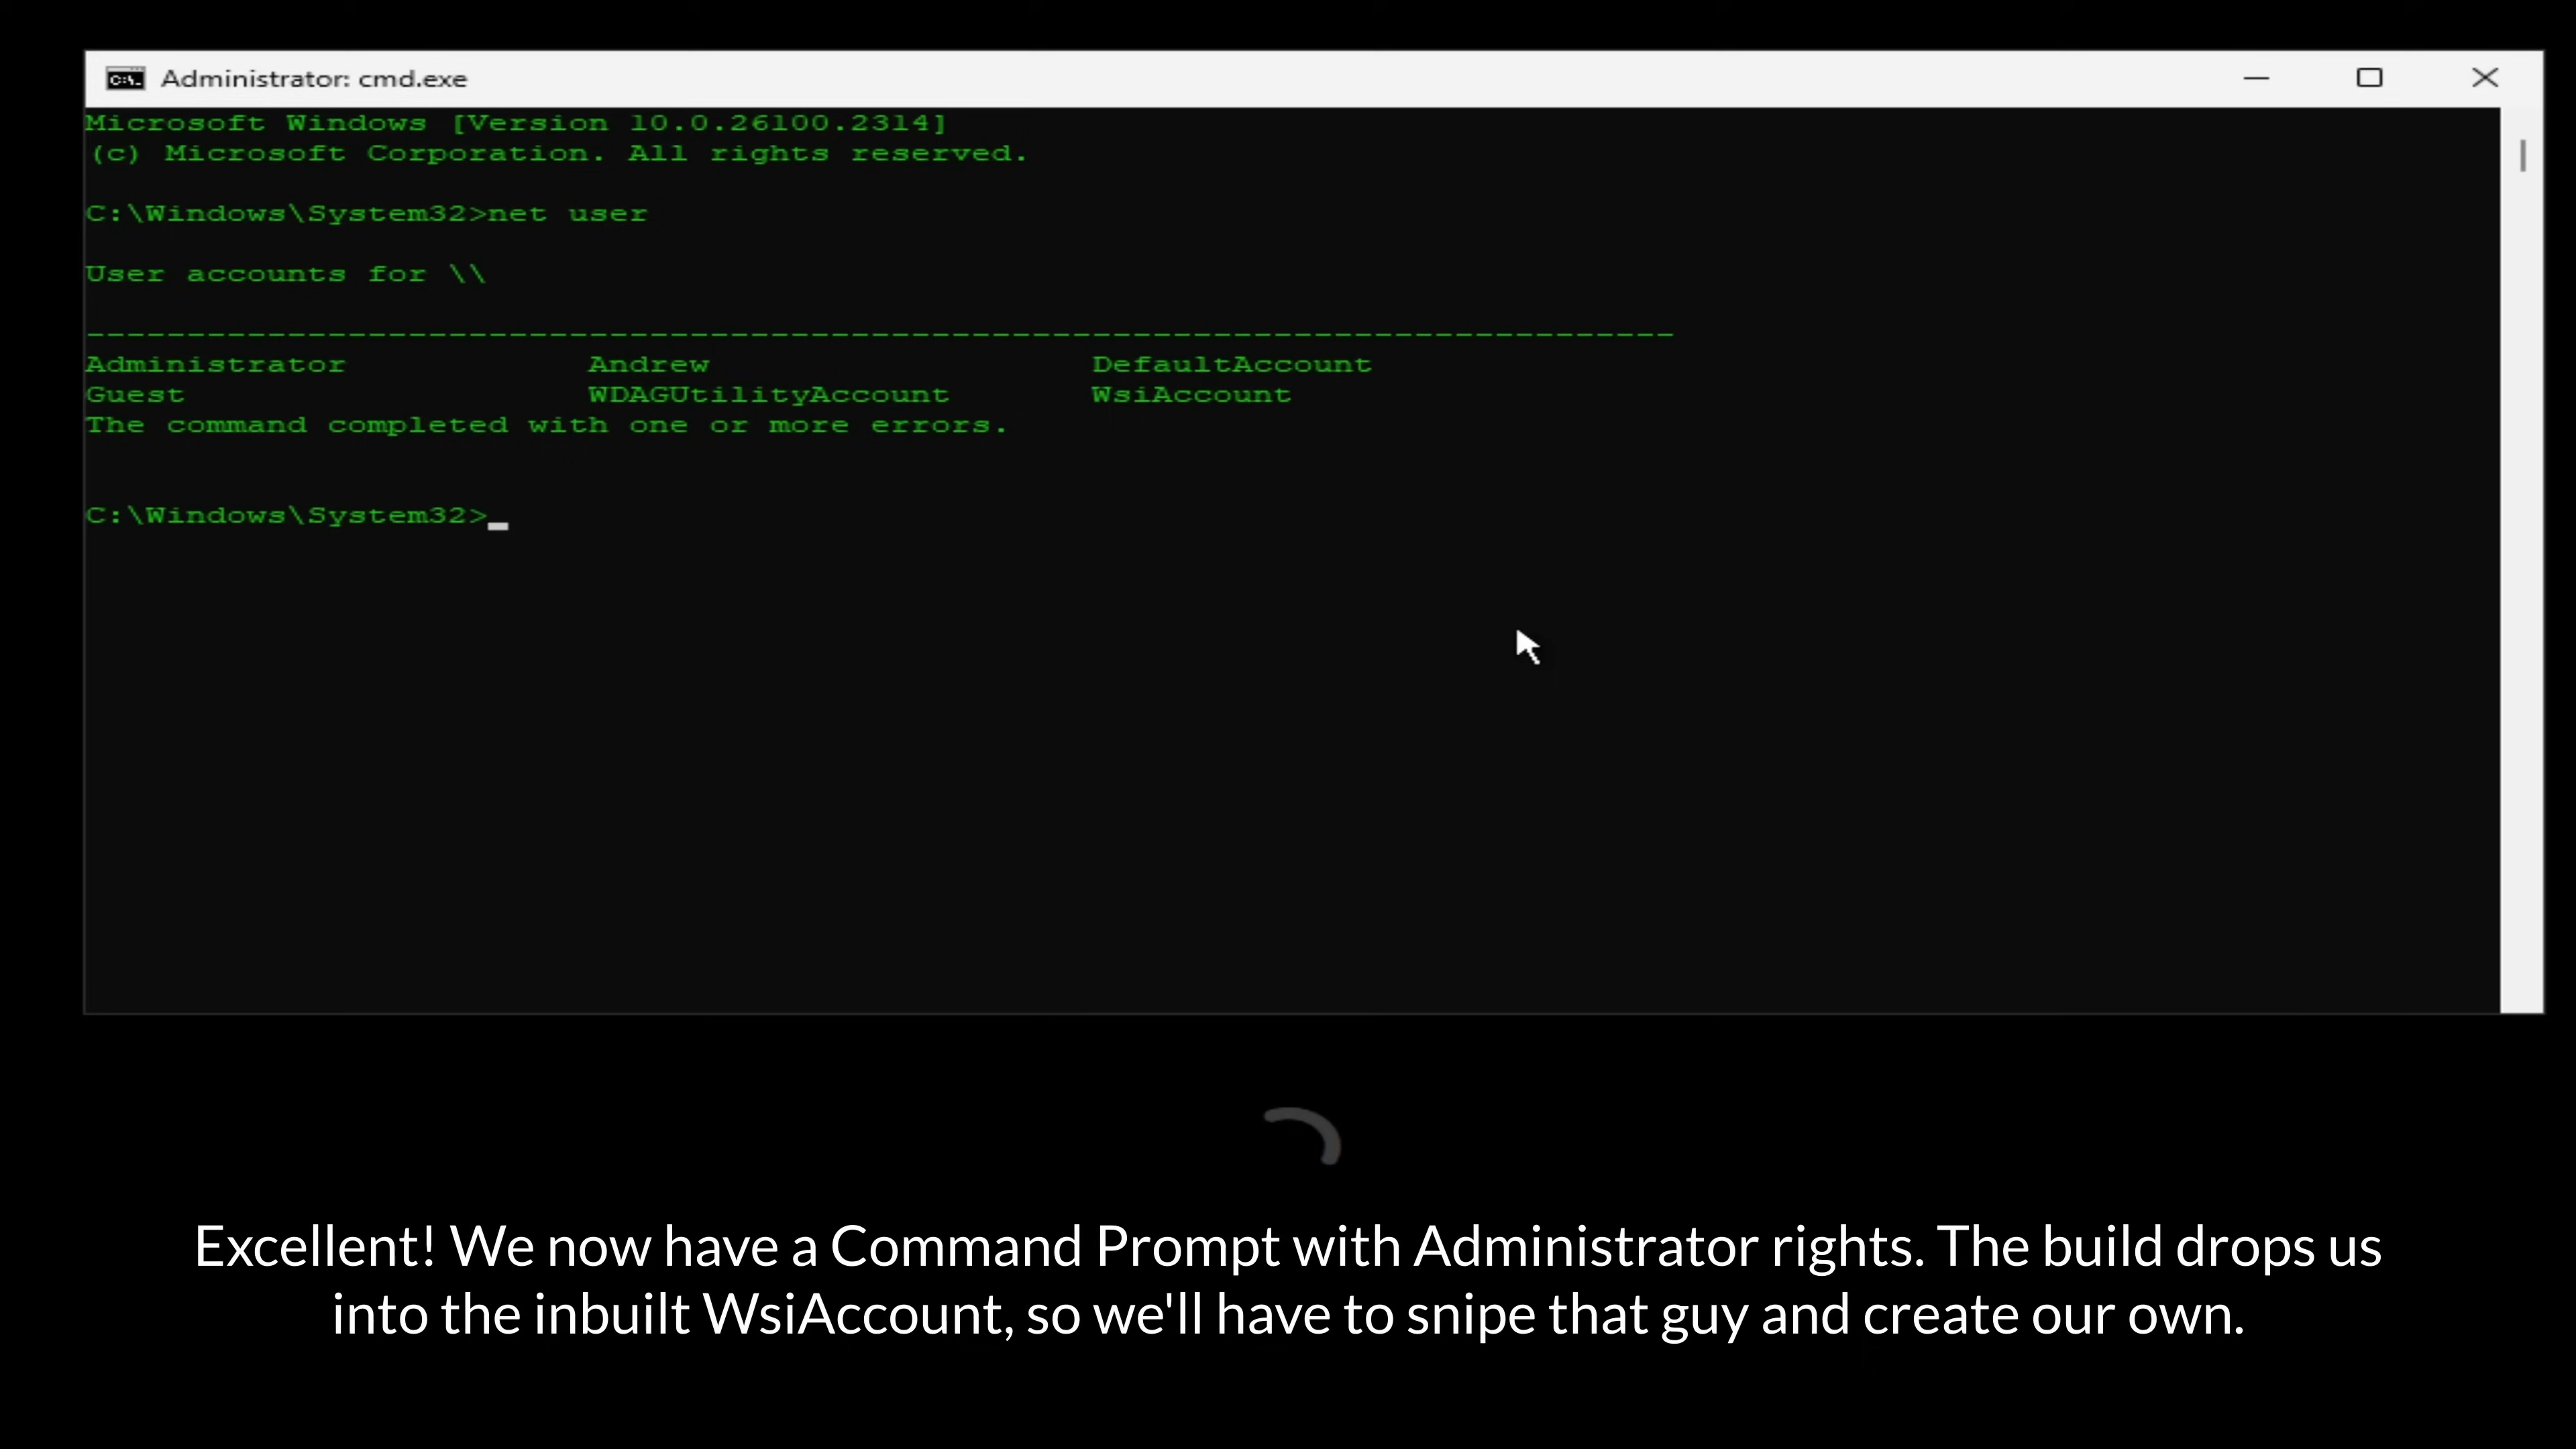 Administrator: cmd.exe
Microsoft Windows [Version 10.0.26100.2314]
(c) Microsoft Corporation. All rights reserved.
C:\Windows\System32>net user
User accounts for \\
-------------------------------------------------------------------------------
Administrator            Andrew                   DefaultAccount
Guest                    WDAGUtilityAccount       WsiAccount
The command completed with one or more errors.
C:\Windows\System32>_
Excellent! We now have a Command Prompt with Administrator rights. The build drops us
into the inbuilt WsiAccount, so we'll have to snipe that guy and create our own.